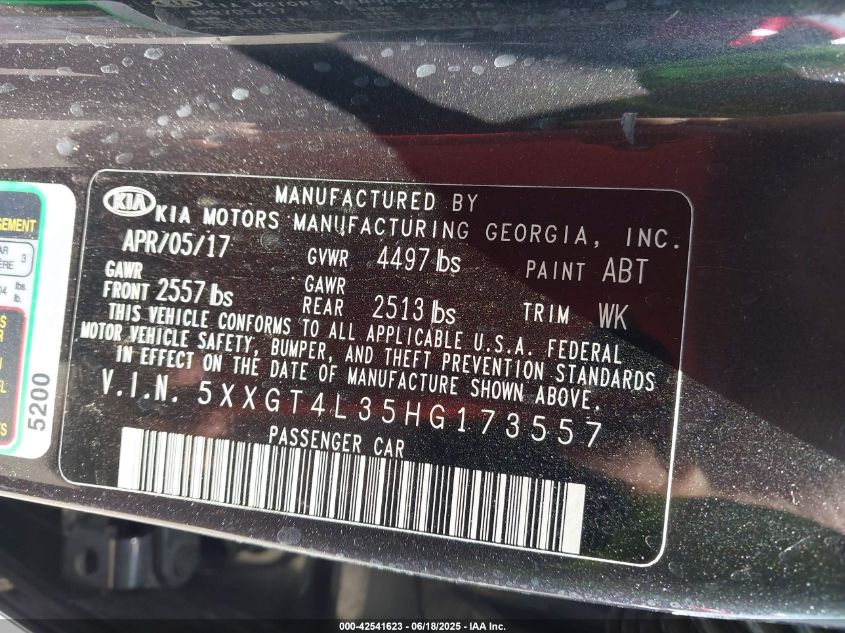 KIA
MANUFACTURED BY
KIA MOTORS MANUFACTURING GEORGIA, INC.
APR/05/17 GVWR 4497 lbs PAINT ABT
GAWR FRONT 2557 lbs GAWR REAR 2513 lbs TRIM WK
THIS VEHICLE CONFORMS TO ALL APPLICABLE U.S.A. FEDERAL
MOTOR VEHICLE SAFETY, BUMPER, AND THEFT PREVENTION STANDARDS
IN EFFECT ON THE DATE OF MANUFACTURE SHOWN ABOVE.
V.I.N. 5XXGT4L35HG173557
PASSENGER CAR
5200
3
000-42541623 - 06/18/2025 - IAA Inc.